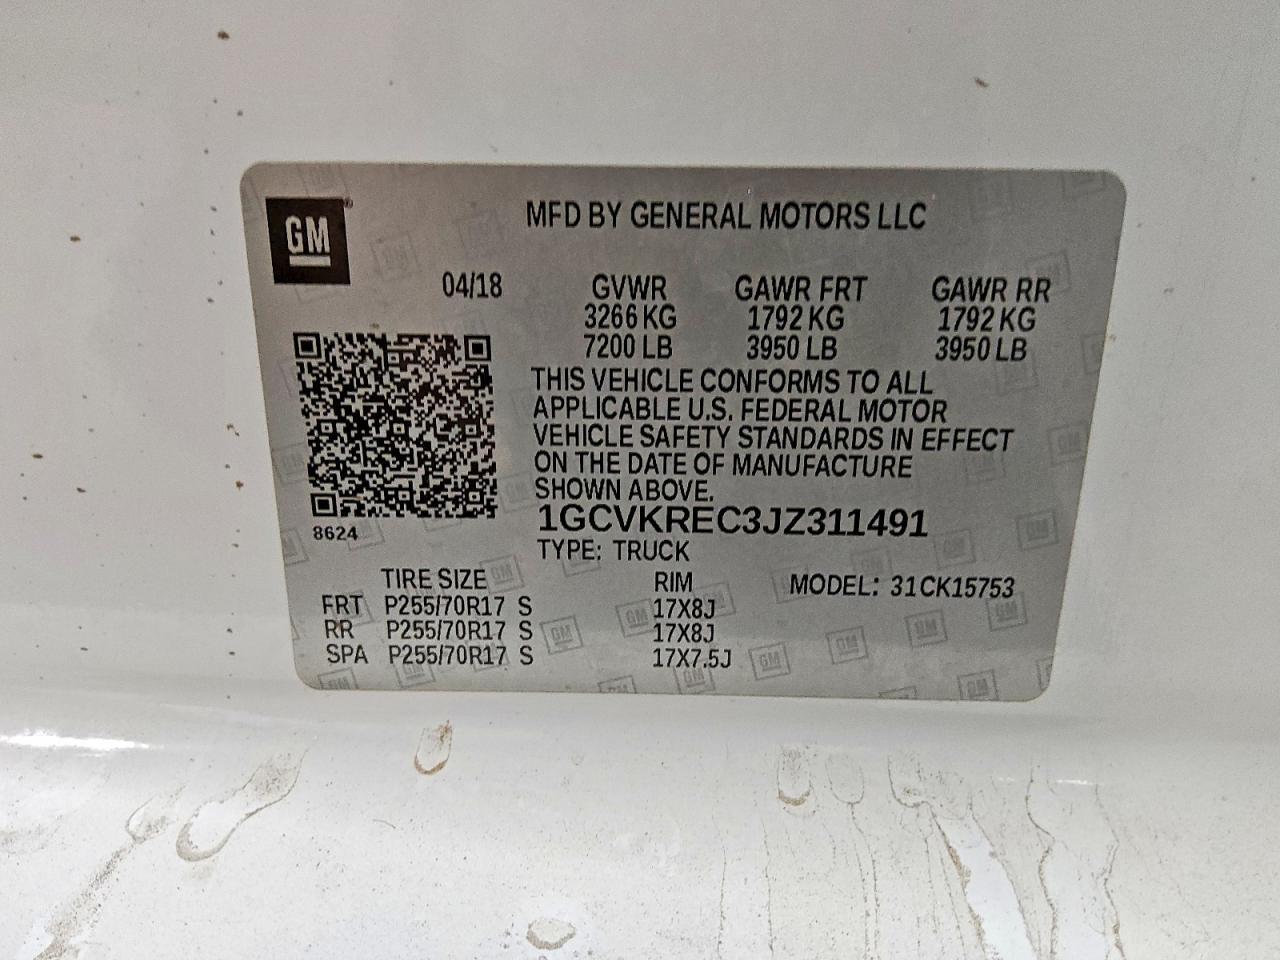 GM
MFD BY GENERAL MOTORS LLC
04/18 GVWR GAWR FRT GAWR RR
3266 KG 1792 KG 1792 KG
7200 LB 3950 LB 3950 LB
THIS VEHICLE CONFORMS TO ALL
APPLICABLE U.S. FEDERAL MOTOR
VEHICLE SAFETY STANDARDS IN EFFECT
ON THE DATE OF MANUFACTURE
SHOWN ABOVE.
1GCVKREC3JZ311491
8624
TYPE: TRUCK
TIRE SIZE RIM MODEL: 31CK15753
FRT P255/70R17 S 17X8J
RR P255/70R17 S 17X8J
SPA P255/70R17 S 17X7.5J